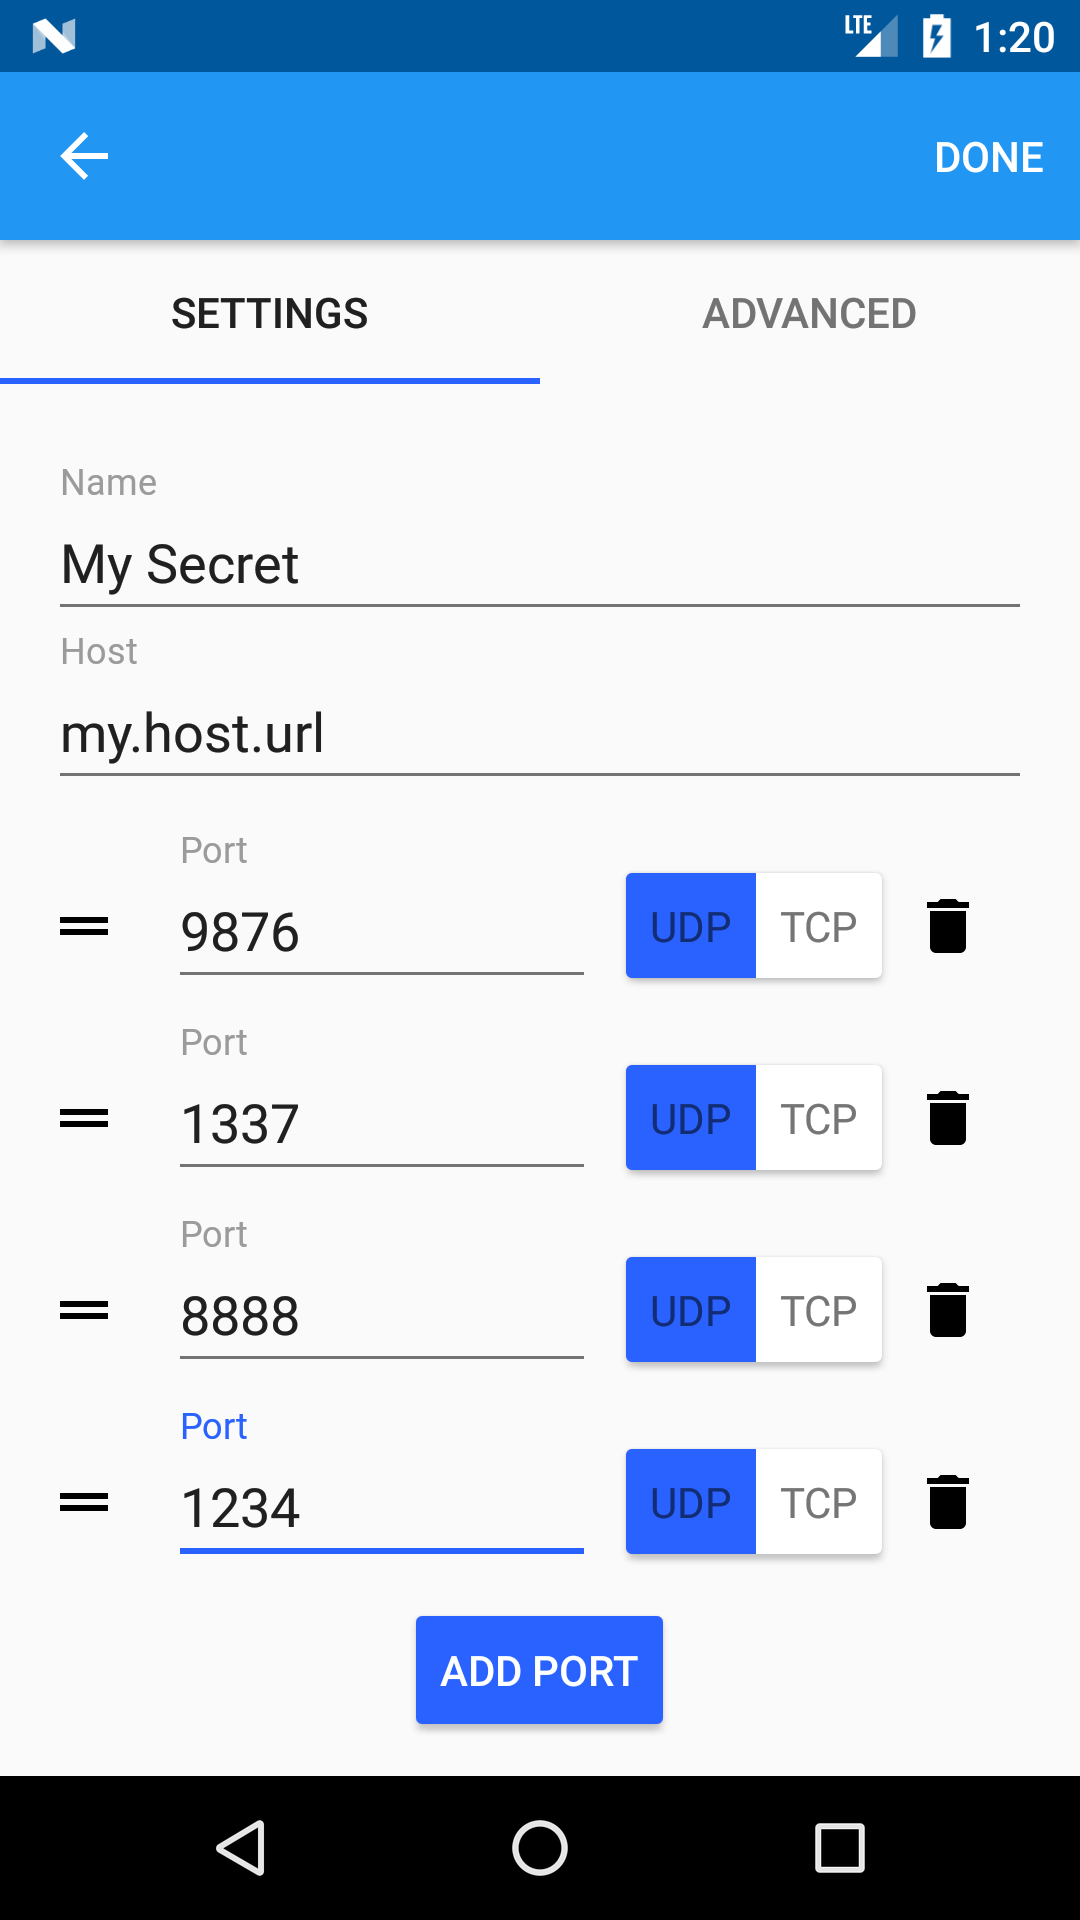 LTE 1:20
DONE
SETTINGS ADVANCED
Name
My Secret
Host
my.host.url
Port
9876 UDP TCP
Port
1337 UDP TCP
Port
8888 UDP TCP
Port
1234 UDP TCP
ADD PORT